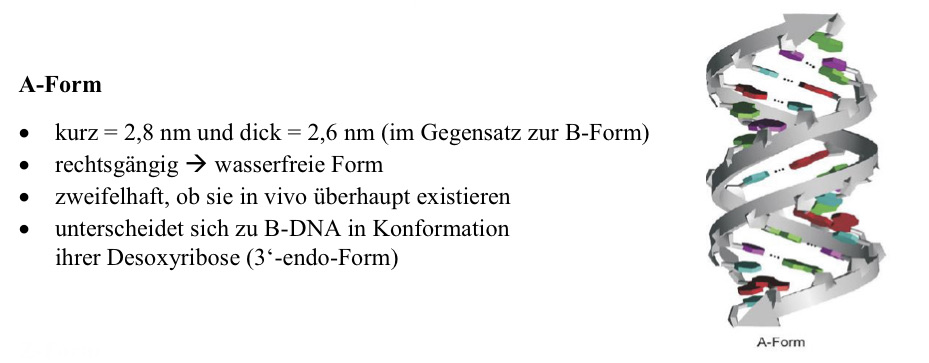 A-Form
• kurz = 2,8 nm und dick = 2,6 nm (im Gegensatz zur B-Form)
• rechtsgängig → wasserfreie Form
• zweifelhaft, ob sie in vivo überhaupt existieren
• unterscheidet sich zu B-DNA in Konformation
ihrer Desoxyribose (3‘-endo-Form)
A-Form